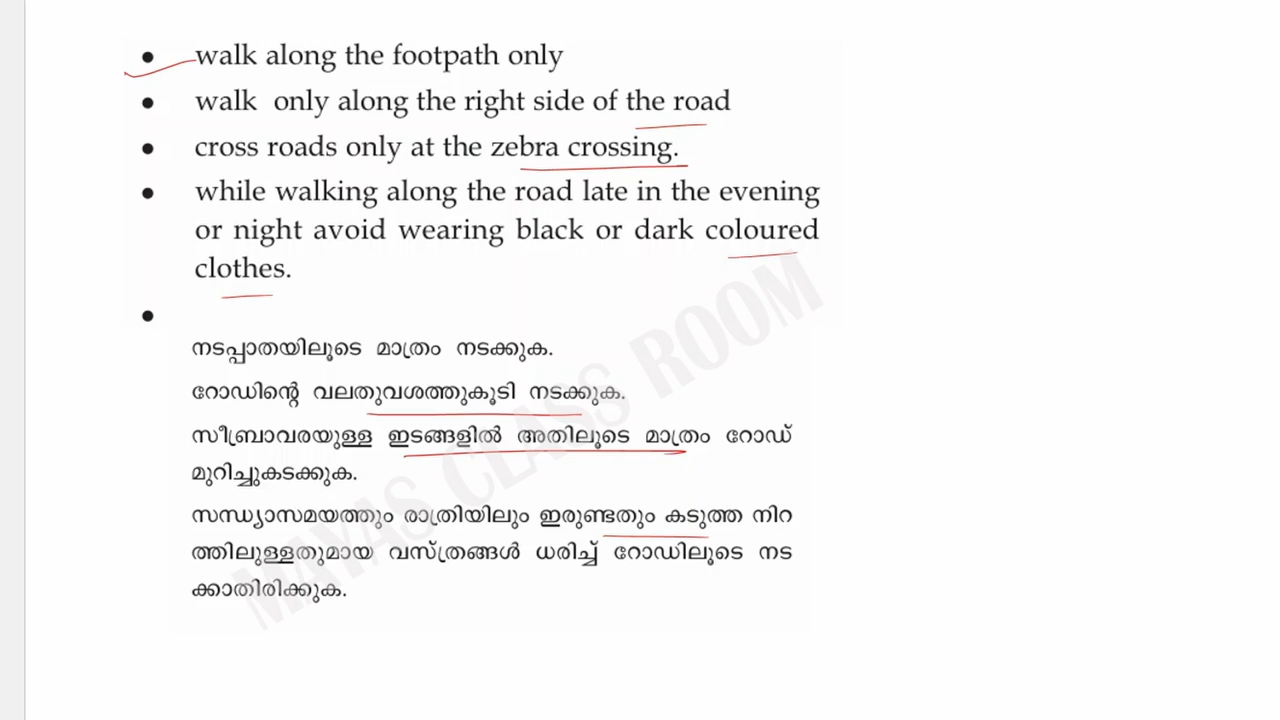 • walk along the footpath only
• walk only along the right side of the road
• cross roads only at the zebra crossing.
• while walking along the road late in the evening
or night avoid wearing black or dark coloured
clothes.
•
നടപ്പാതയിലൂടെ മാത്രം നടക്കുക.
റോഡിന്റെ വലതുവശത്തുകൂടി നടക്കുക.
സീബ്രാവരയുള്ള ഇടങ്ങളിൽ അതിലൂടെ മാത്രം റോഡ്
മുറിച്ചുകടക്കുക.
സന്ധ്യാസമയത്തും രാത്രിയിലും ഇരുണ്ടതും കടുത്ത നിറ
ത്തിലുള്ളതുമായ വസ്ത്രങ്ങൾ ധരിച്ച് റോഡിലൂടെ നട
ക്കാതിരിക്കുക.
MAYAS CLASS ROOM